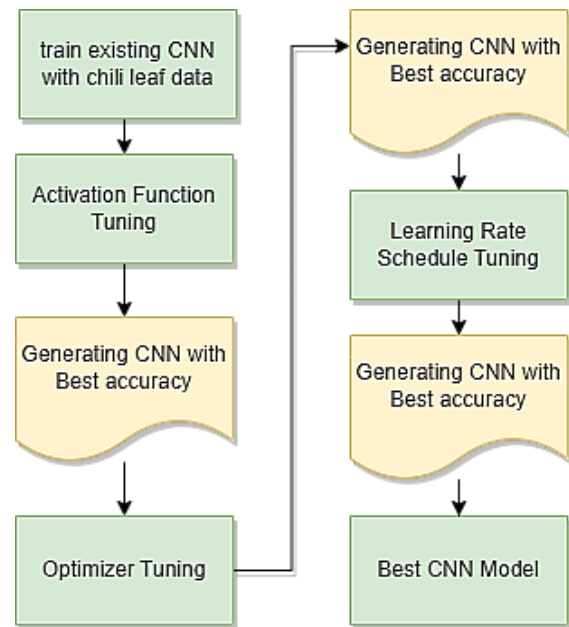 train existing CNN
with chili leaf data
Activation Function
Tuning
Generating CNN with
Best accuracy
Optimizer Tuning
Generating CNN with
Best accuracy
Learning Rate
Schedule Tuning
Generating CNN with
Best accuracy
Best CNN Model